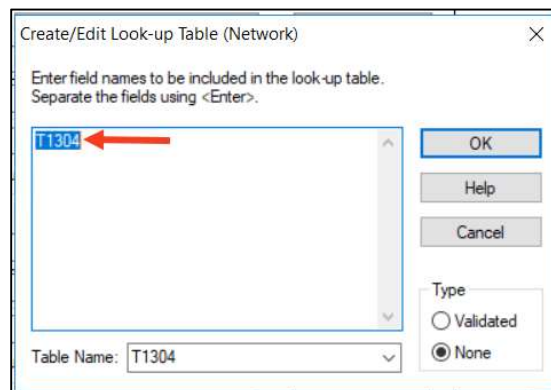 Create/Edit Look-up Table (Network)
Enter field names to be included in the look-up table.
Separate the fields using <Enter>.
T1304
OK
Help
Cancel
Type
Validated
None
Table Name: T1304